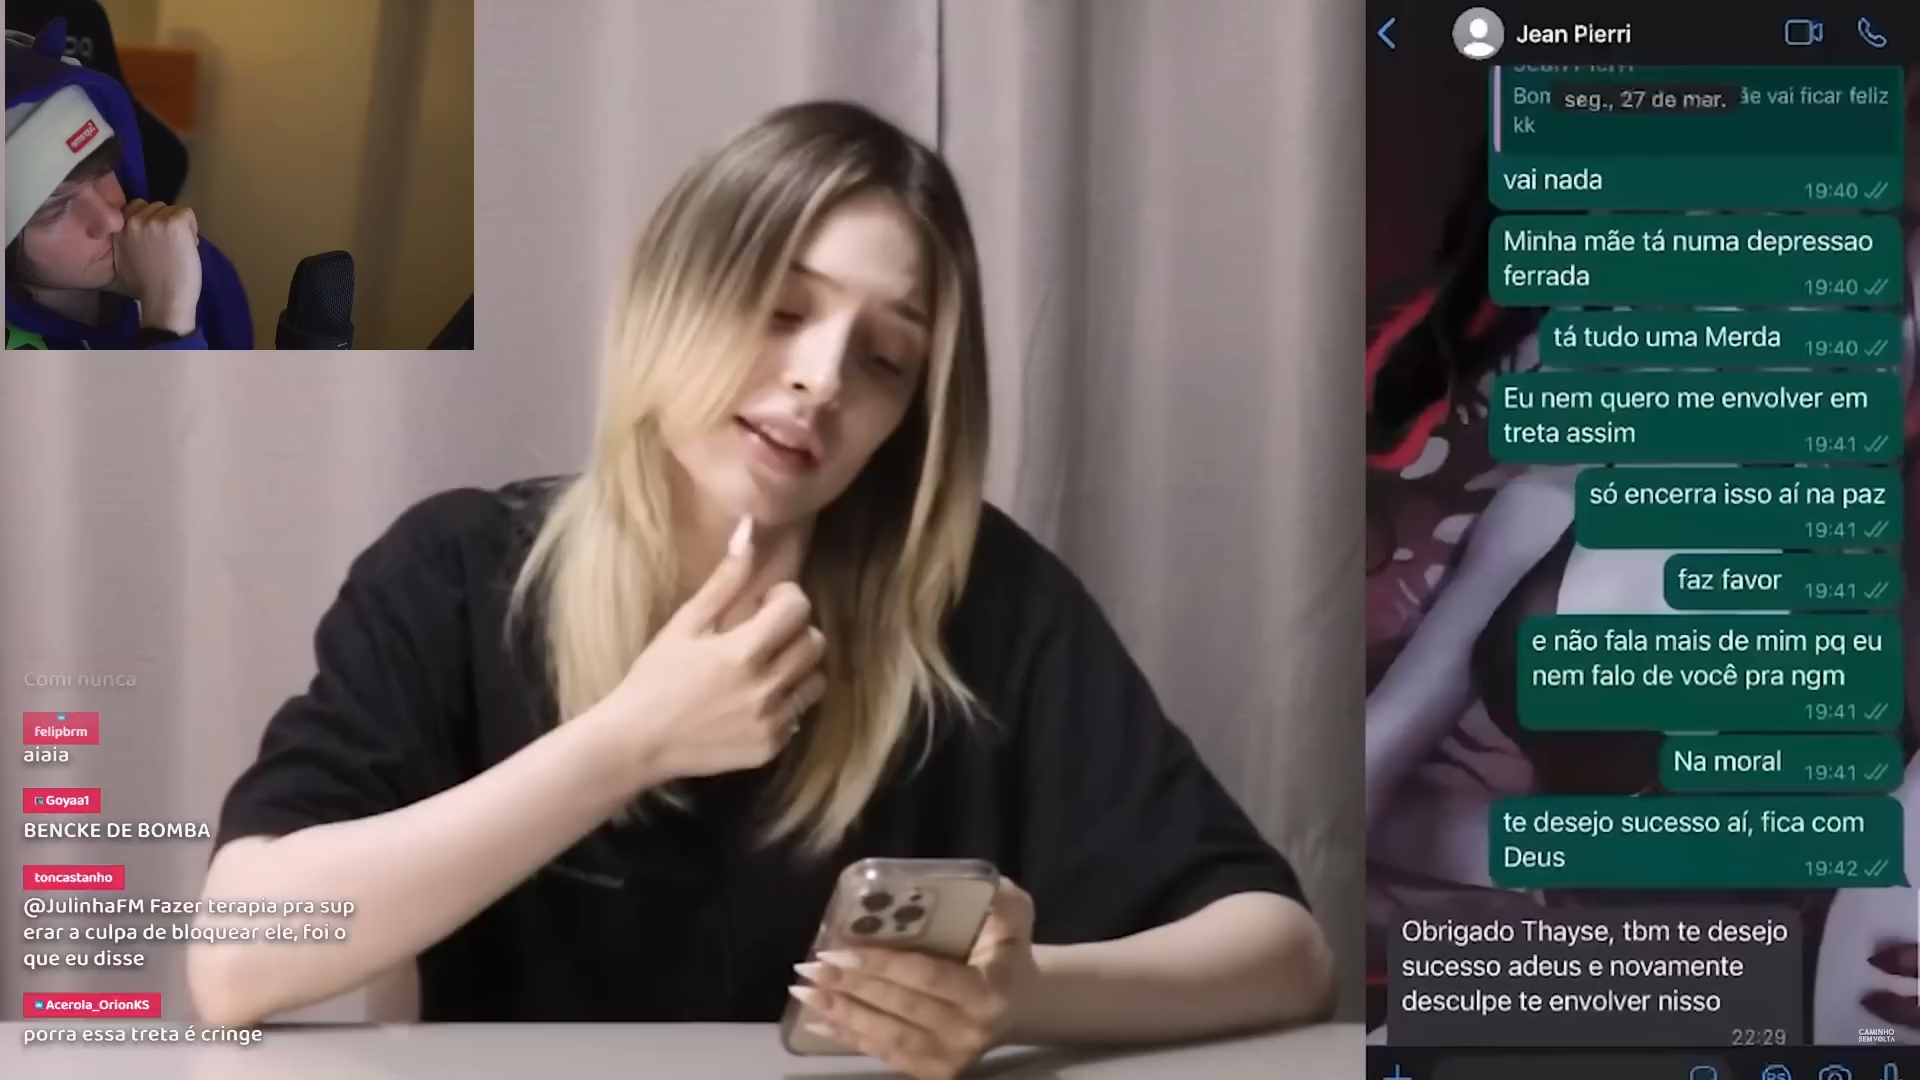 Comi nunca
felipbrm
aiaia
Goyaa1
BENCKE DE BOMBA
toncastanho
@JulinhaFM Fazer terapia pra sup
erar a culpa de bloquear ele, foi o
que eu disse
Acerola_OrionKS
porra essa treta é cringe
Jean Pierri
seg., 27 de mar.
vai ficar feliz
kk
vai nada
19:40
Minha mãe tá numa depressao
ferrada
19:40
tá tudo uma Merda
19:40
Eu nem quero me envolver em
treta assim
19:41
só encerra isso aí na paz
19:41
faz favor
19:41
e não fala mais de mim pq eu
nem falo de você pra ngm
19:41
Na moral
19:41
te desejo sucesso aí, fica com
Deus
19:42
Obrigado Thayse, tbm te desejo
sucesso adeus e novamente
desculpe te envolver nisso
22:29
CAMINHO
SEM VOLTA